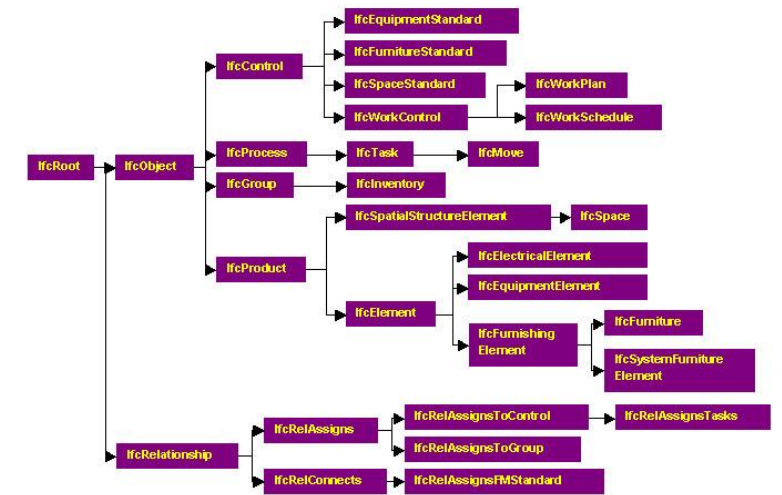 IfcEquipmentStandard
IfcFurnitureStandard
IfcControl
IfcSpaceStandard
IfcWorkPlan
IfcWorkControl
IfcWorkSchedule
IfcRoot
IfcObject
IfcProcess
IfcTask
IfcMove
IfcGroup
IfcInventory
IfcSpatialStructureElement
IfcSpace
IfcProduct
IfcElectricalElement
IfcEquipmentElement
IfcElement
IfcFurnishing
Element
IfcFurniture
IfcSystemFurniture
Element
IfcRelationship
IfcRelAssigns
IfcRelAssignsToControl
IfcRelAssignsTasks
IfcRelAssignsToGroup
IfcRelConnects
IfcRelAssignsFMStandard